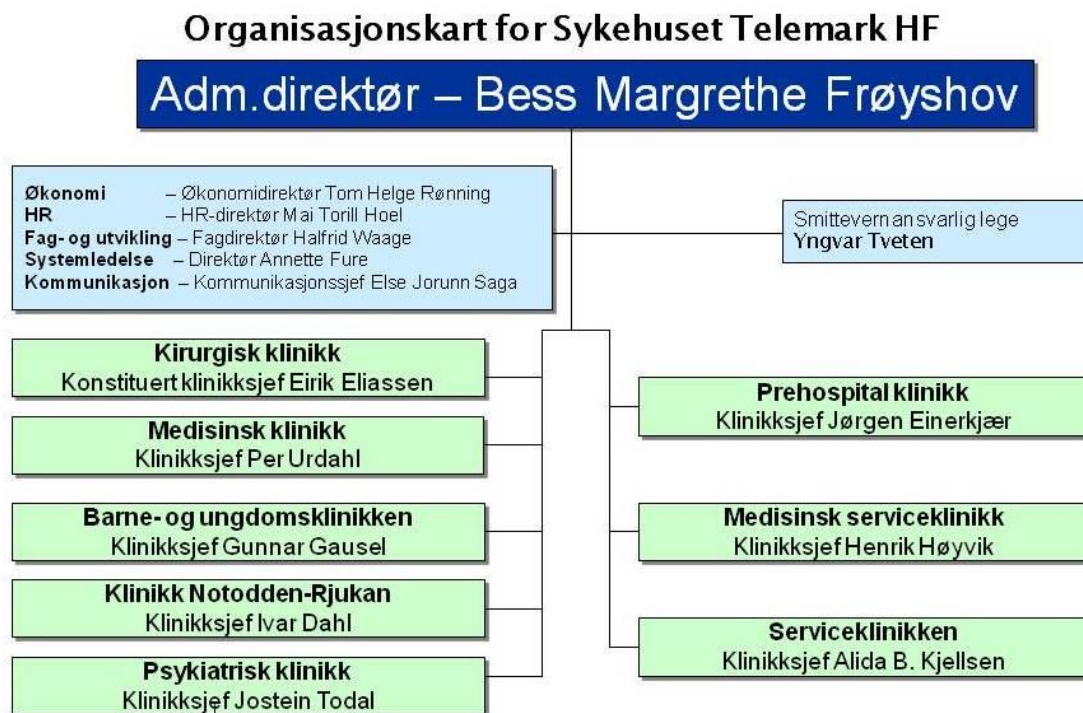 Organisasjonskart for Sykehuset Telemark HF
Adm.direktør – Bess Margrethe Frøyshov
Økonomi – Økonomidirektør Tom Helge Rønning
HR – HR-direktør Mai Torill Hoel
Fag- og utvikling – Fagdirektør Halfrid Waage
Systemledelse – Direktør Annette Fure
Kommunikasjon – Kommunikasjonssjef Else Jorunn Saga
Smittevernansvarlig lege
Yngvar Tveten
Kirurgisk klinikk
Konstituert klinikksjef Eirik Eliassen
Medisinsk klinikk
Klinikksjef Per Urdahl
Barne- og ungdomsklinikken
Klinikksjef Gunnar Gausel
Klinikk Notodden-Rjukan
Klinikksjef Ivar Dahl
Psykiatrisk klinikk
Klinikksjef Jostein Todal
Prehospital klinikk
Klinikksjef Jørgen Einerkjær
Medisinsk serviceklinikk
Klinikksjef Henrik Høyvik
Serviceklinikken
Klinikksjef Alida B. Kjellsen